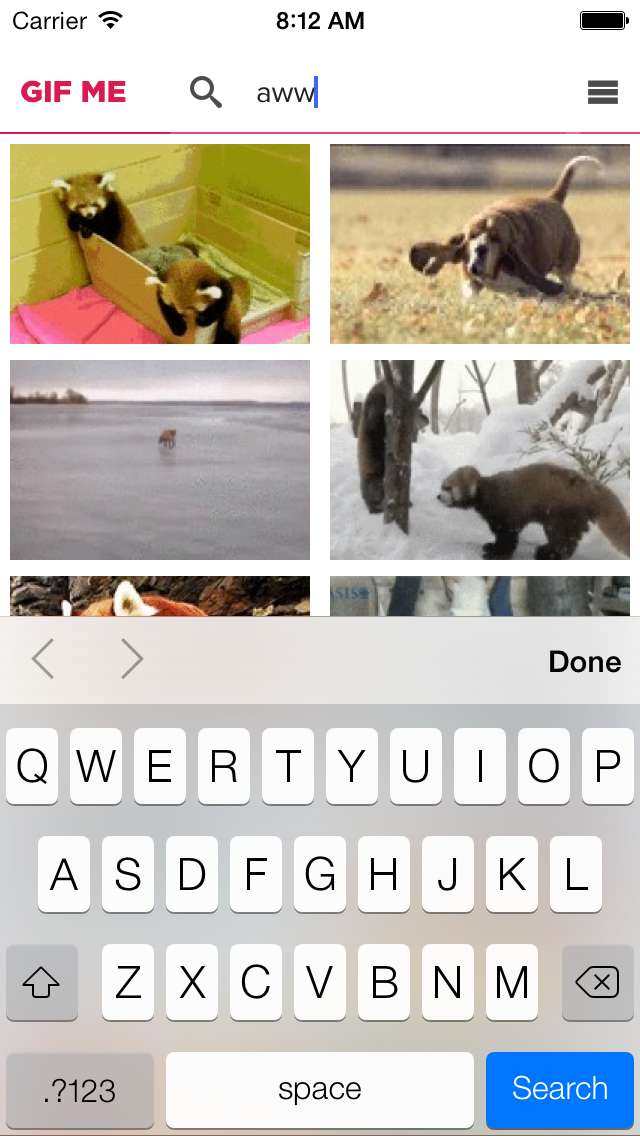 Carrier 8:12 AM
GIF ME aww
Done
Q W E R T Y U I O P
A S D F G H J K L
Z X C V B N M
.?123 space Search